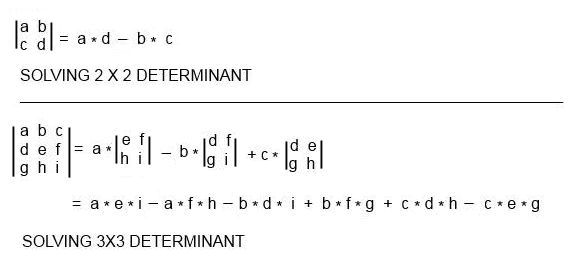 |a b|
|c d| = a*d - b* c
SOLVING 2 X 2 DETERMINANT
|a b c|
|d e f| = a*|e f| - b*|d f| +c*|d e|
|g h i| |h i| |g i| |g h|
= a*e*i-a*f*h-b*d* i + b*f*g + c*d*h- c*e*g
SOLVING 3X3 DETERMINANT